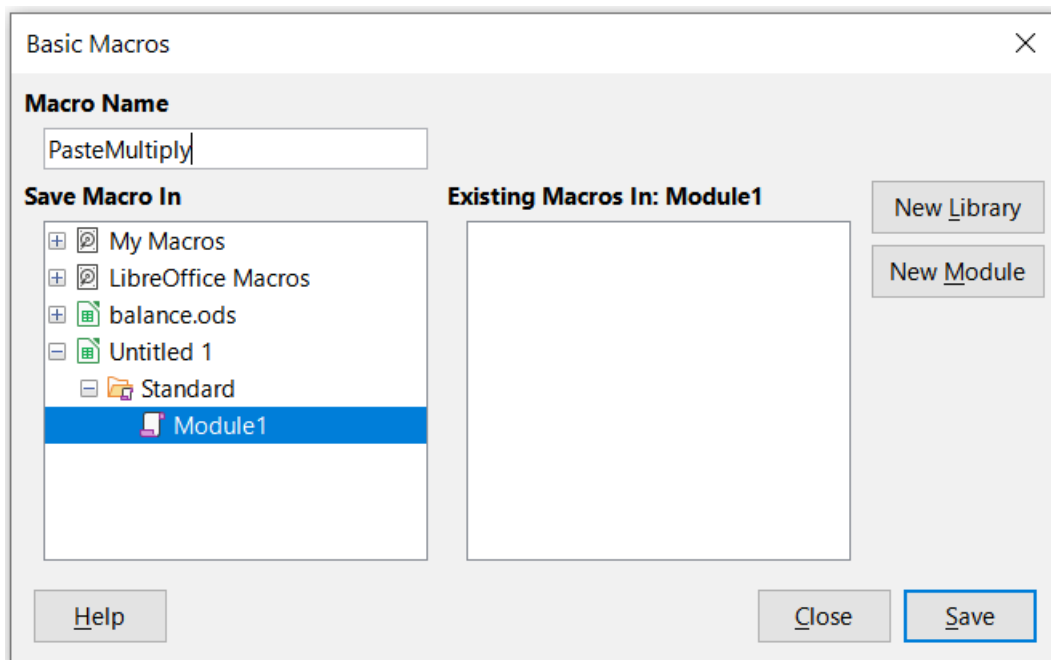 Basic Macros
Macro Name
PasteMultiply
Save Macro In
Existing Macros In: Module1
My Macros
LibreOffice Macros
balance.ods
Untitled 1
Standard
Module1
New Library
New Module
Help
Close
Save